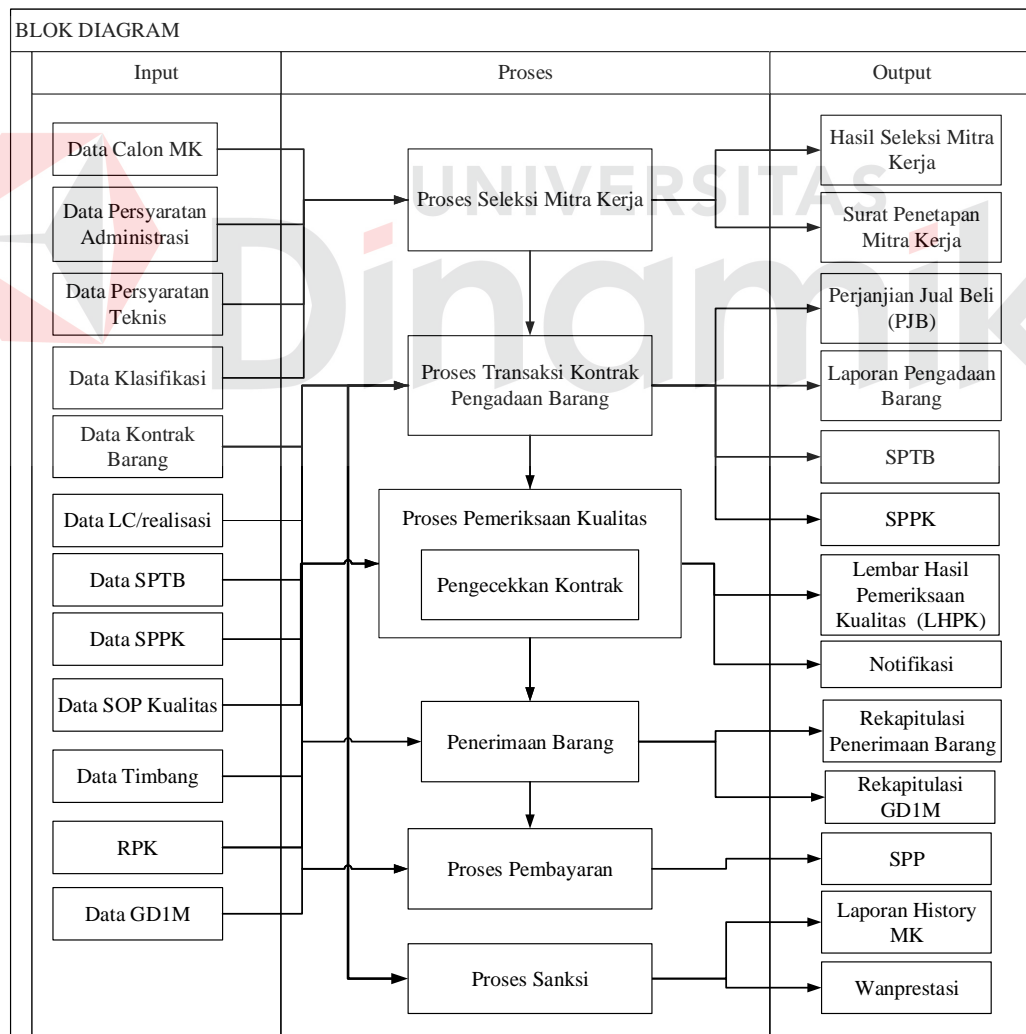 BLOK DIAGRAM
Input
Proses
Output
Data Calon MK
Data Persyaratan
Administrasi
Data Persyaratan
Teknis
Data Klasifikasi
Data Kontrak
Barang
Data LC/realisasi
Data SPTB
Data SPPK
Data SOP Kualitas
Data Timbang
RPK
Data GD1M
Proses Seleksi Mitra Kerja
Proses Transaksi Kontrak
Pengadaan Barang
Proses Pemeriksaan Kualitas
Pengecekkan Kontrak
Penerimaan Barang
Proses Pembayaran
Proses Sanksi
Hasil Seleksi Mitra
Kerja
Surat Penetapan
Mitra Kerja
Perjanjian Jual Beli
(PJB)
Laporan Pengadaan
Barang
SPTB
SPPK
Lembar Hasil
Pemeriksaan
Kualitas (LHPK)
Notifikasi
Rekapitulasi
Penerimaan Barang
Rekapitulasi
GD1M
SPP
Laporan History
MK
Wanprestasi
UNIVERSITAS
Dinamik